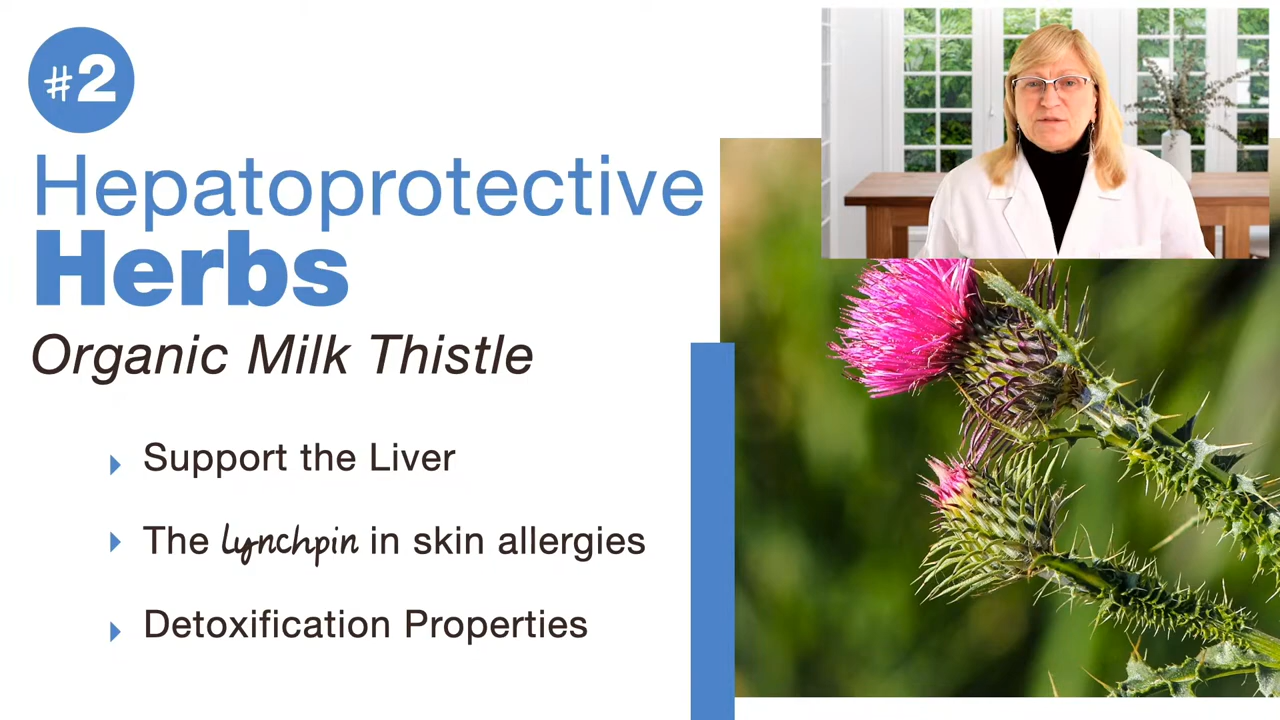 #2
Hepatoprotective
Herbs
Organic Milk Thistle
Support the Liver
The lynchpin in skin allergies
Detoxification Properties